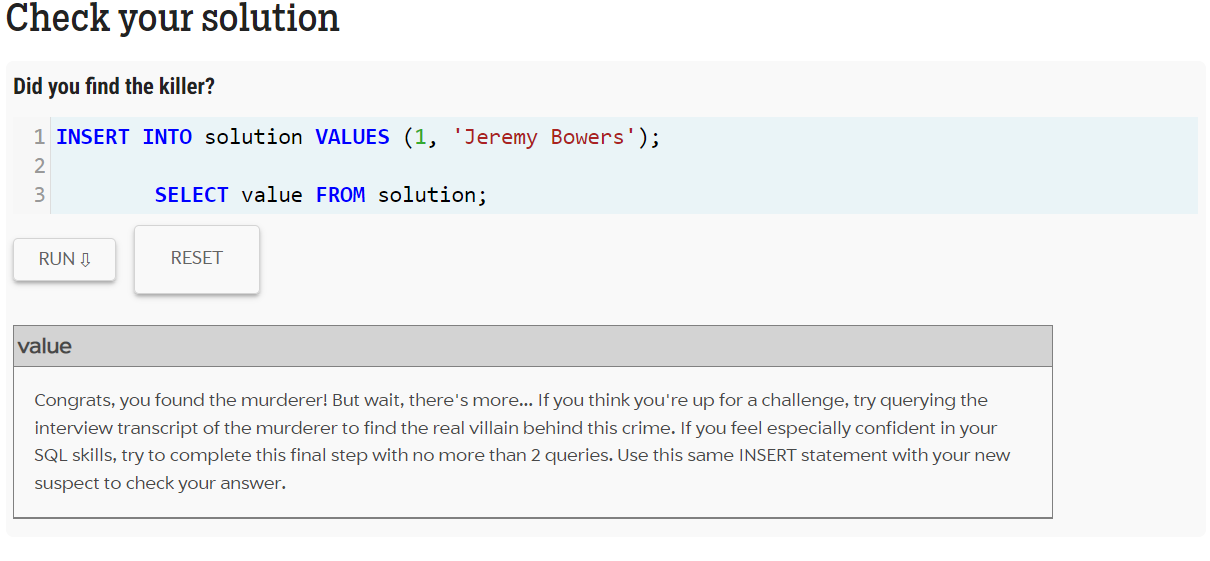 Check your solution
Did you find the killer?
1 INSERT INTO solution VALUES (1, 'Jeremy Bowers');
2
3 SELECT value FROM solution;
RUN ⇩ RESET
value
Congrats, you found the murderer! But wait, there's more... If you think you're up for a challenge, try querying the
interview transcript of the murderer to find the real villain behind this crime. If you feel especially confident in your
SQL skills, try to complete this final step with no more than 2 queries. Use this same INSERT statement with your new
suspect to check your answer.